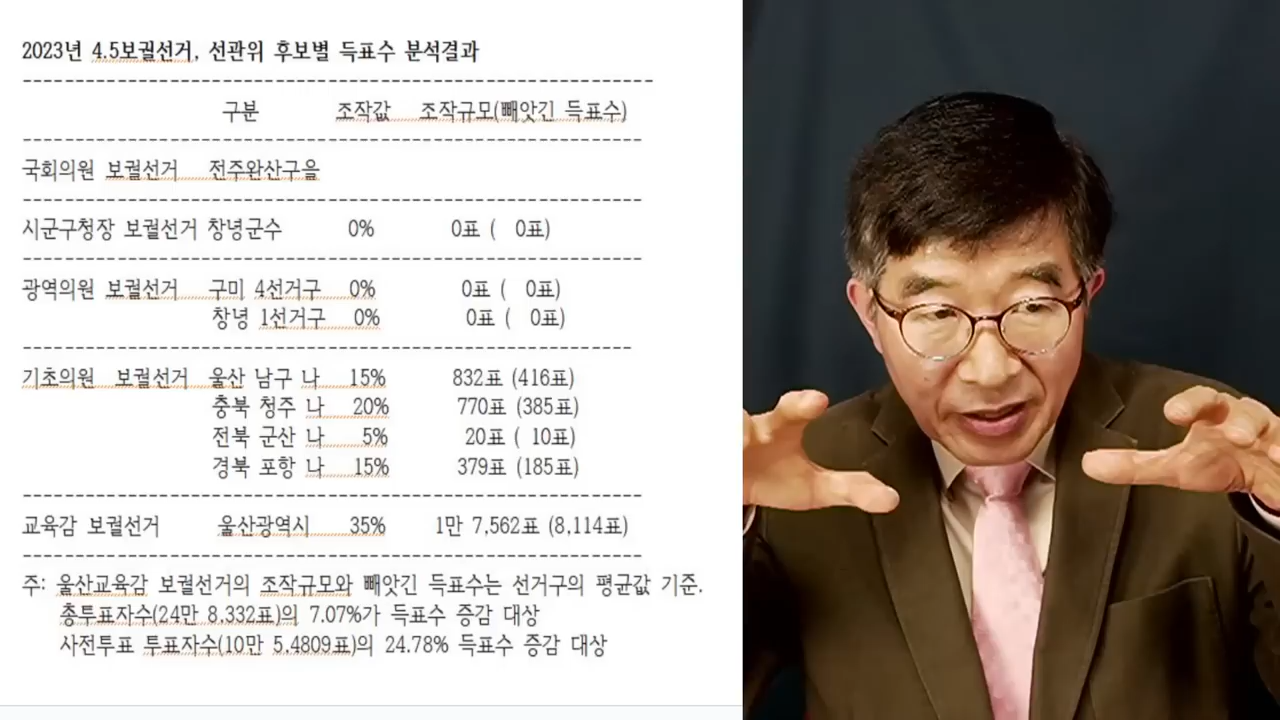 2023년 4.5보궐선거, 선관위 후보별 득표수 분석결과
구분 조작값 조작규모(빼앗긴 득표수)
국회의원 보궐선거 전주완산구을
시군구청장 보궐선거 창녕군수 0% 0표 ( 0표)
광역의원 보궐선거 구미 4선거구 0% 0표 ( 0표)
창녕 1선거구 0% 0표 ( 0표)
기초의원 보궐선거 울산 남구 나 15% 832표 (416표)
충북 청주 나 20% 770표 (385표)
전북 군산 나 5% 20표 ( 10표)
경북 포항 나 15% 379표 (185표)
교육감 보궐선거 울산광역시 35% 1만 7,562표 (8,114표)
주: 울산교육감 보궐선거의 조작규모와 빼앗긴 득표수는 선거구의 평균값 기준.
총투표자수(24만 8.332표)의 7.07%가 득표수 증감 대상
사전투표 투표자수(10만 5.4809표)의 24.78% 득표수 증감 대상